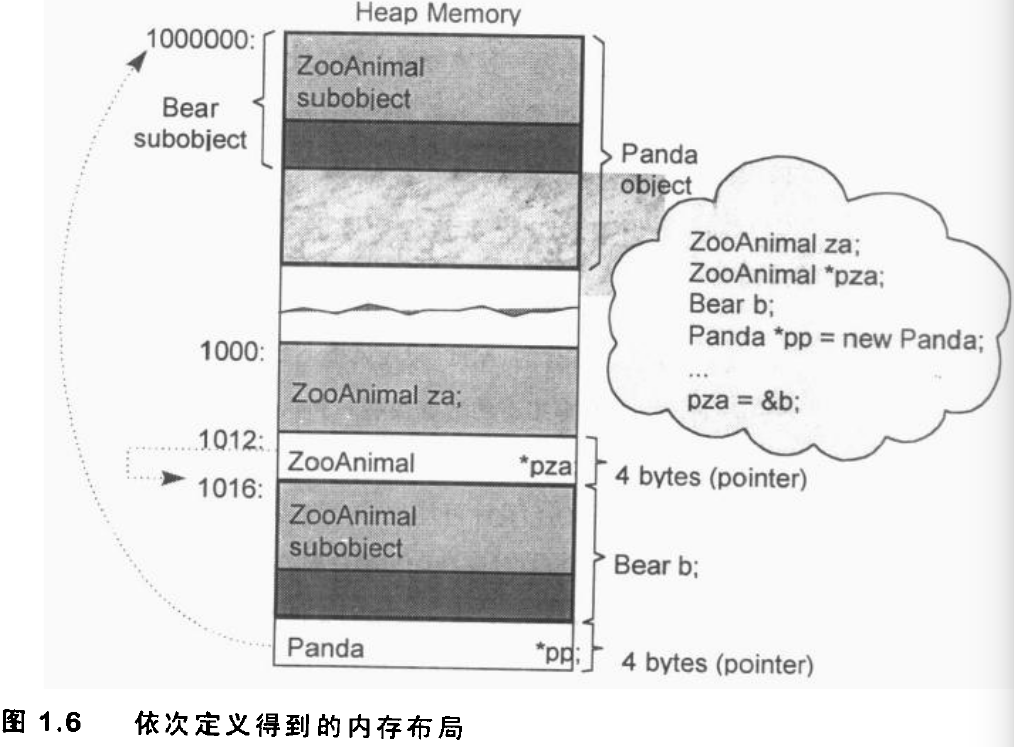 Heap Memory
1000000:
ZooAnimal
subobject
Bear
subobject
Panda
object
ZooAnimal za;
ZooAnimal *pza;
Bear b;
Panda *pp = new Panda;
...
pza = &b;
1000:
ZooAnimal za;
1012:
ZooAnimal *pza
4 bytes (pointer)
1016:
ZooAnimal
subobject
Bear b;
Panda *pp;
4 bytes (pointer)
图 1.6 依次定义得到的内存布局